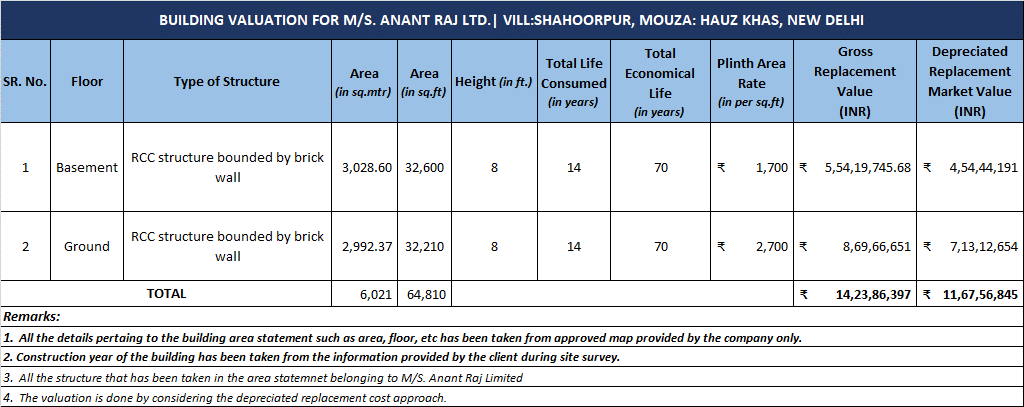 BUILDING VALUATION FOR M/S. ANANT RAJ LTD.| VILL:SHAHOORPUR, MOUZA: HAUZ KHAS, NEW DELHI
SR. No. Floor Type of Structure Area (in sq.mtr) Area (in sq.ft) Height (in ft.) Total Life Consumed (in years) Total Economical Life (in years) Plinth Area Rate (in per sq.ft) Gross Replacement Value (INR) Depreciated Replacement Market Value (INR)
1 Basement RCC structure bounded by brick wall 3,028.60 32,600 8 14 70 ₹ 1,700 ₹ 5,54,19,745.68 ₹ 4,54,44,191
2 Ground RCC structure bounded by brick wall 2,992.37 32,210 8 14 70 ₹ 2,700 ₹ 8,69,66,651 ₹ 7,13,12,654
TOTAL 6,021 64,810 ₹ 14,23,86,397 ₹ 11,67,56,845
Remarks:
1. All the details pertaing to the building area statement such as area, floor, etc has been taken from approved map provided by the company only.
2. Construction year of the building has been taken from the information provided by the client during site survey.
3. All the structure that has been taken in the area statemnet belonging to M/S. Anant Raj Limited
4. The valuation is done by considering the depreciated replacement cost approach.